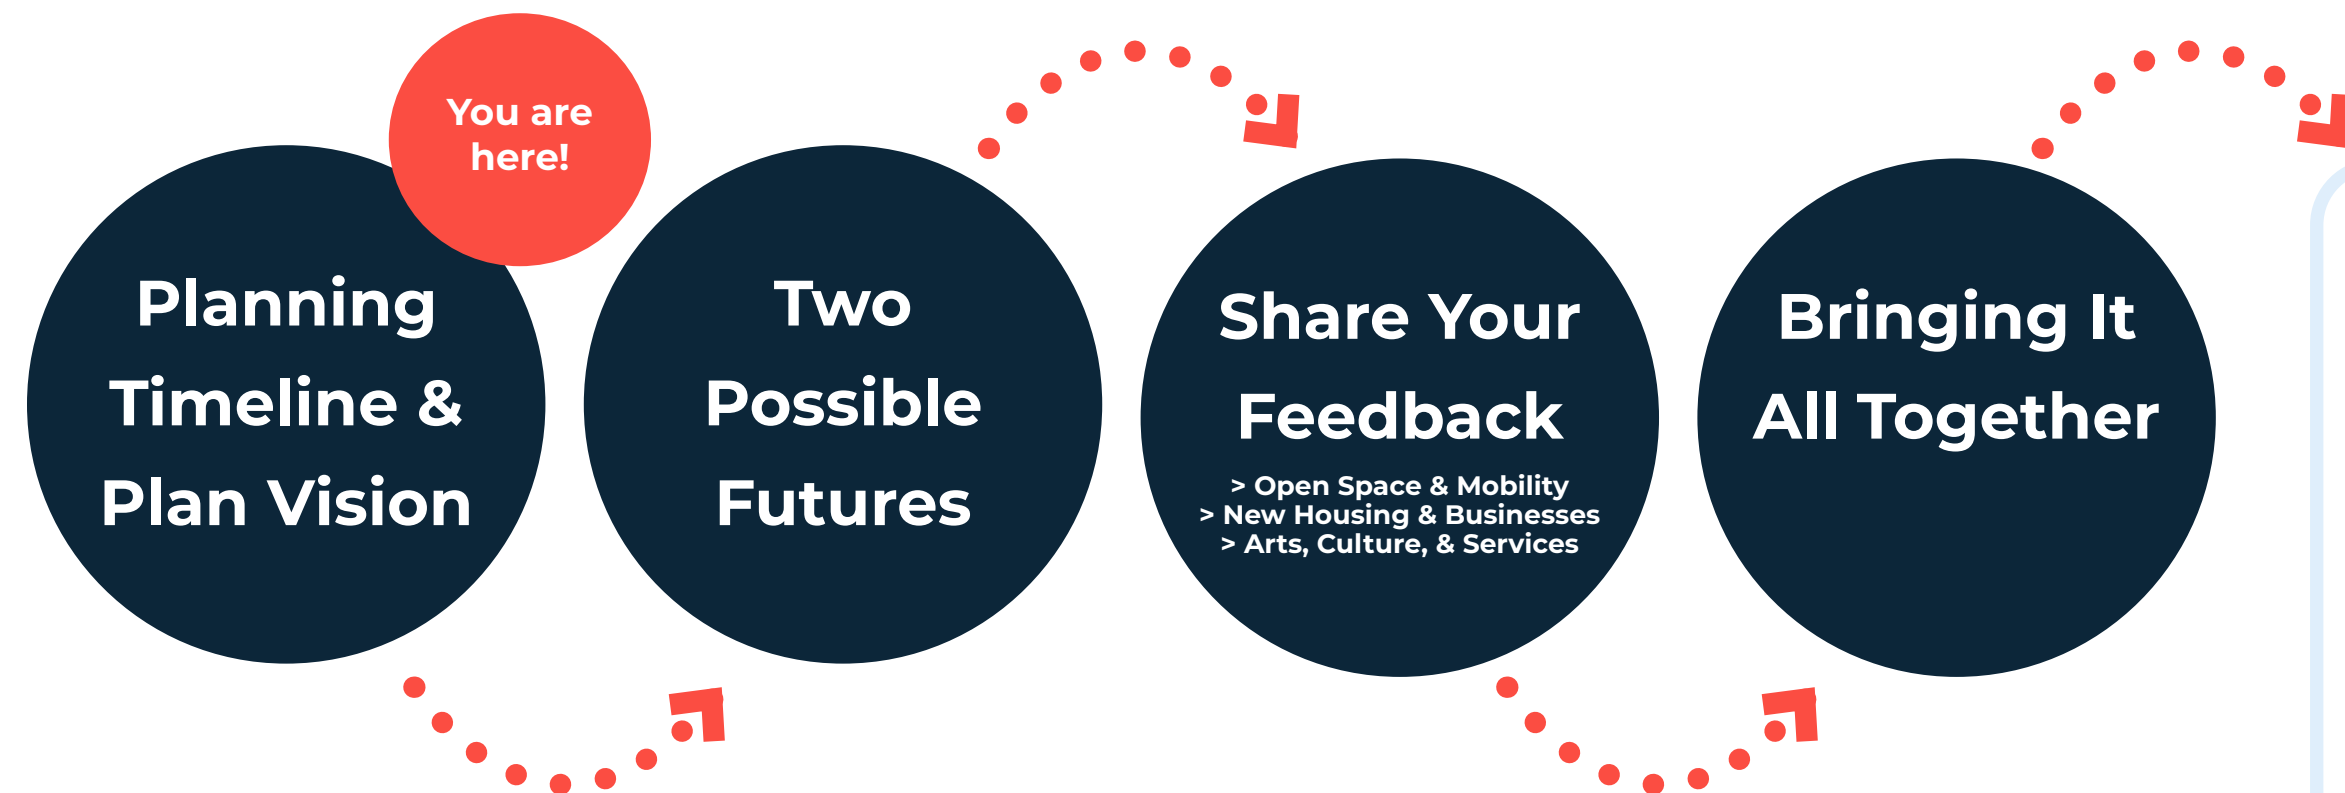 You are
here!
Planning
Timeline &
Plan Vision
Two
Possible
Futures
Share Your
Feedback
> Open Space & Mobility
> New Housing & Businesses
> Arts, Culture, & Services
Bringing It
All Together